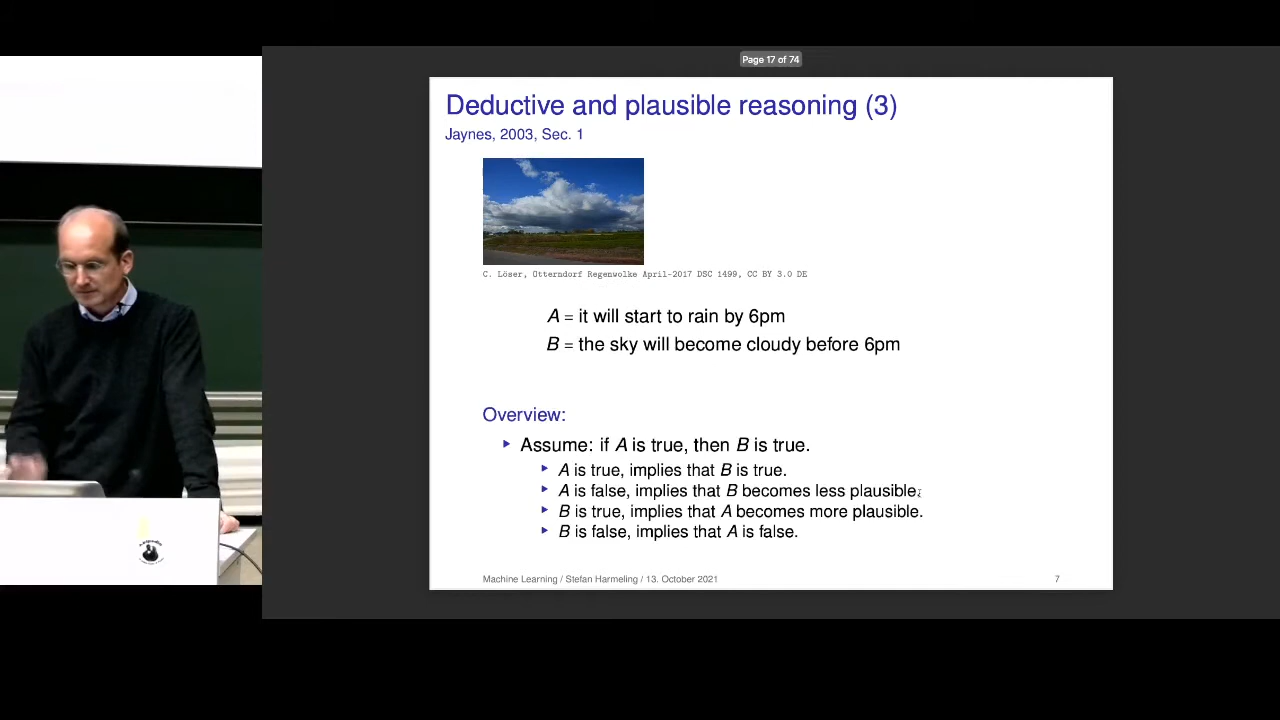 Page 17 of 74
Deductive and plausible reasoning (3)
Jaynes, 2003, Sec. 1
C. Löser, Otterndorf Regenwolke April-2017 DSC 1499, CC BY 3.0 DE
A = it will start to rain by 6pm
B = the sky will become cloudy before 6pm
Overview:
Assume: if A is true, then B is true.
A is true, implies that B is true.
A is false, implies that B becomes less plausible.
B is true, implies that A becomes more plausible.
B is false, implies that A is false.
Machine Learning / Stefan Harmeling / 13. October 2021
7